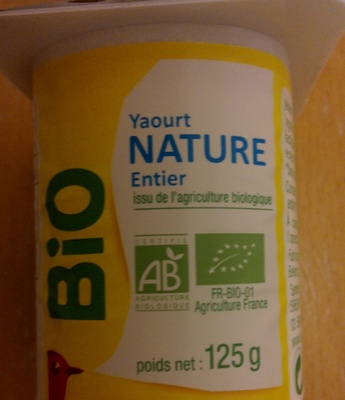 BiO
Yaourt
NATURE
Entier
issu de l'agriculture biologique
CERTIFIÉ
AB
AGRICULTURE
BIOLOGIQUE
FR-BIO-01
Agriculture France
poids net : 125 g